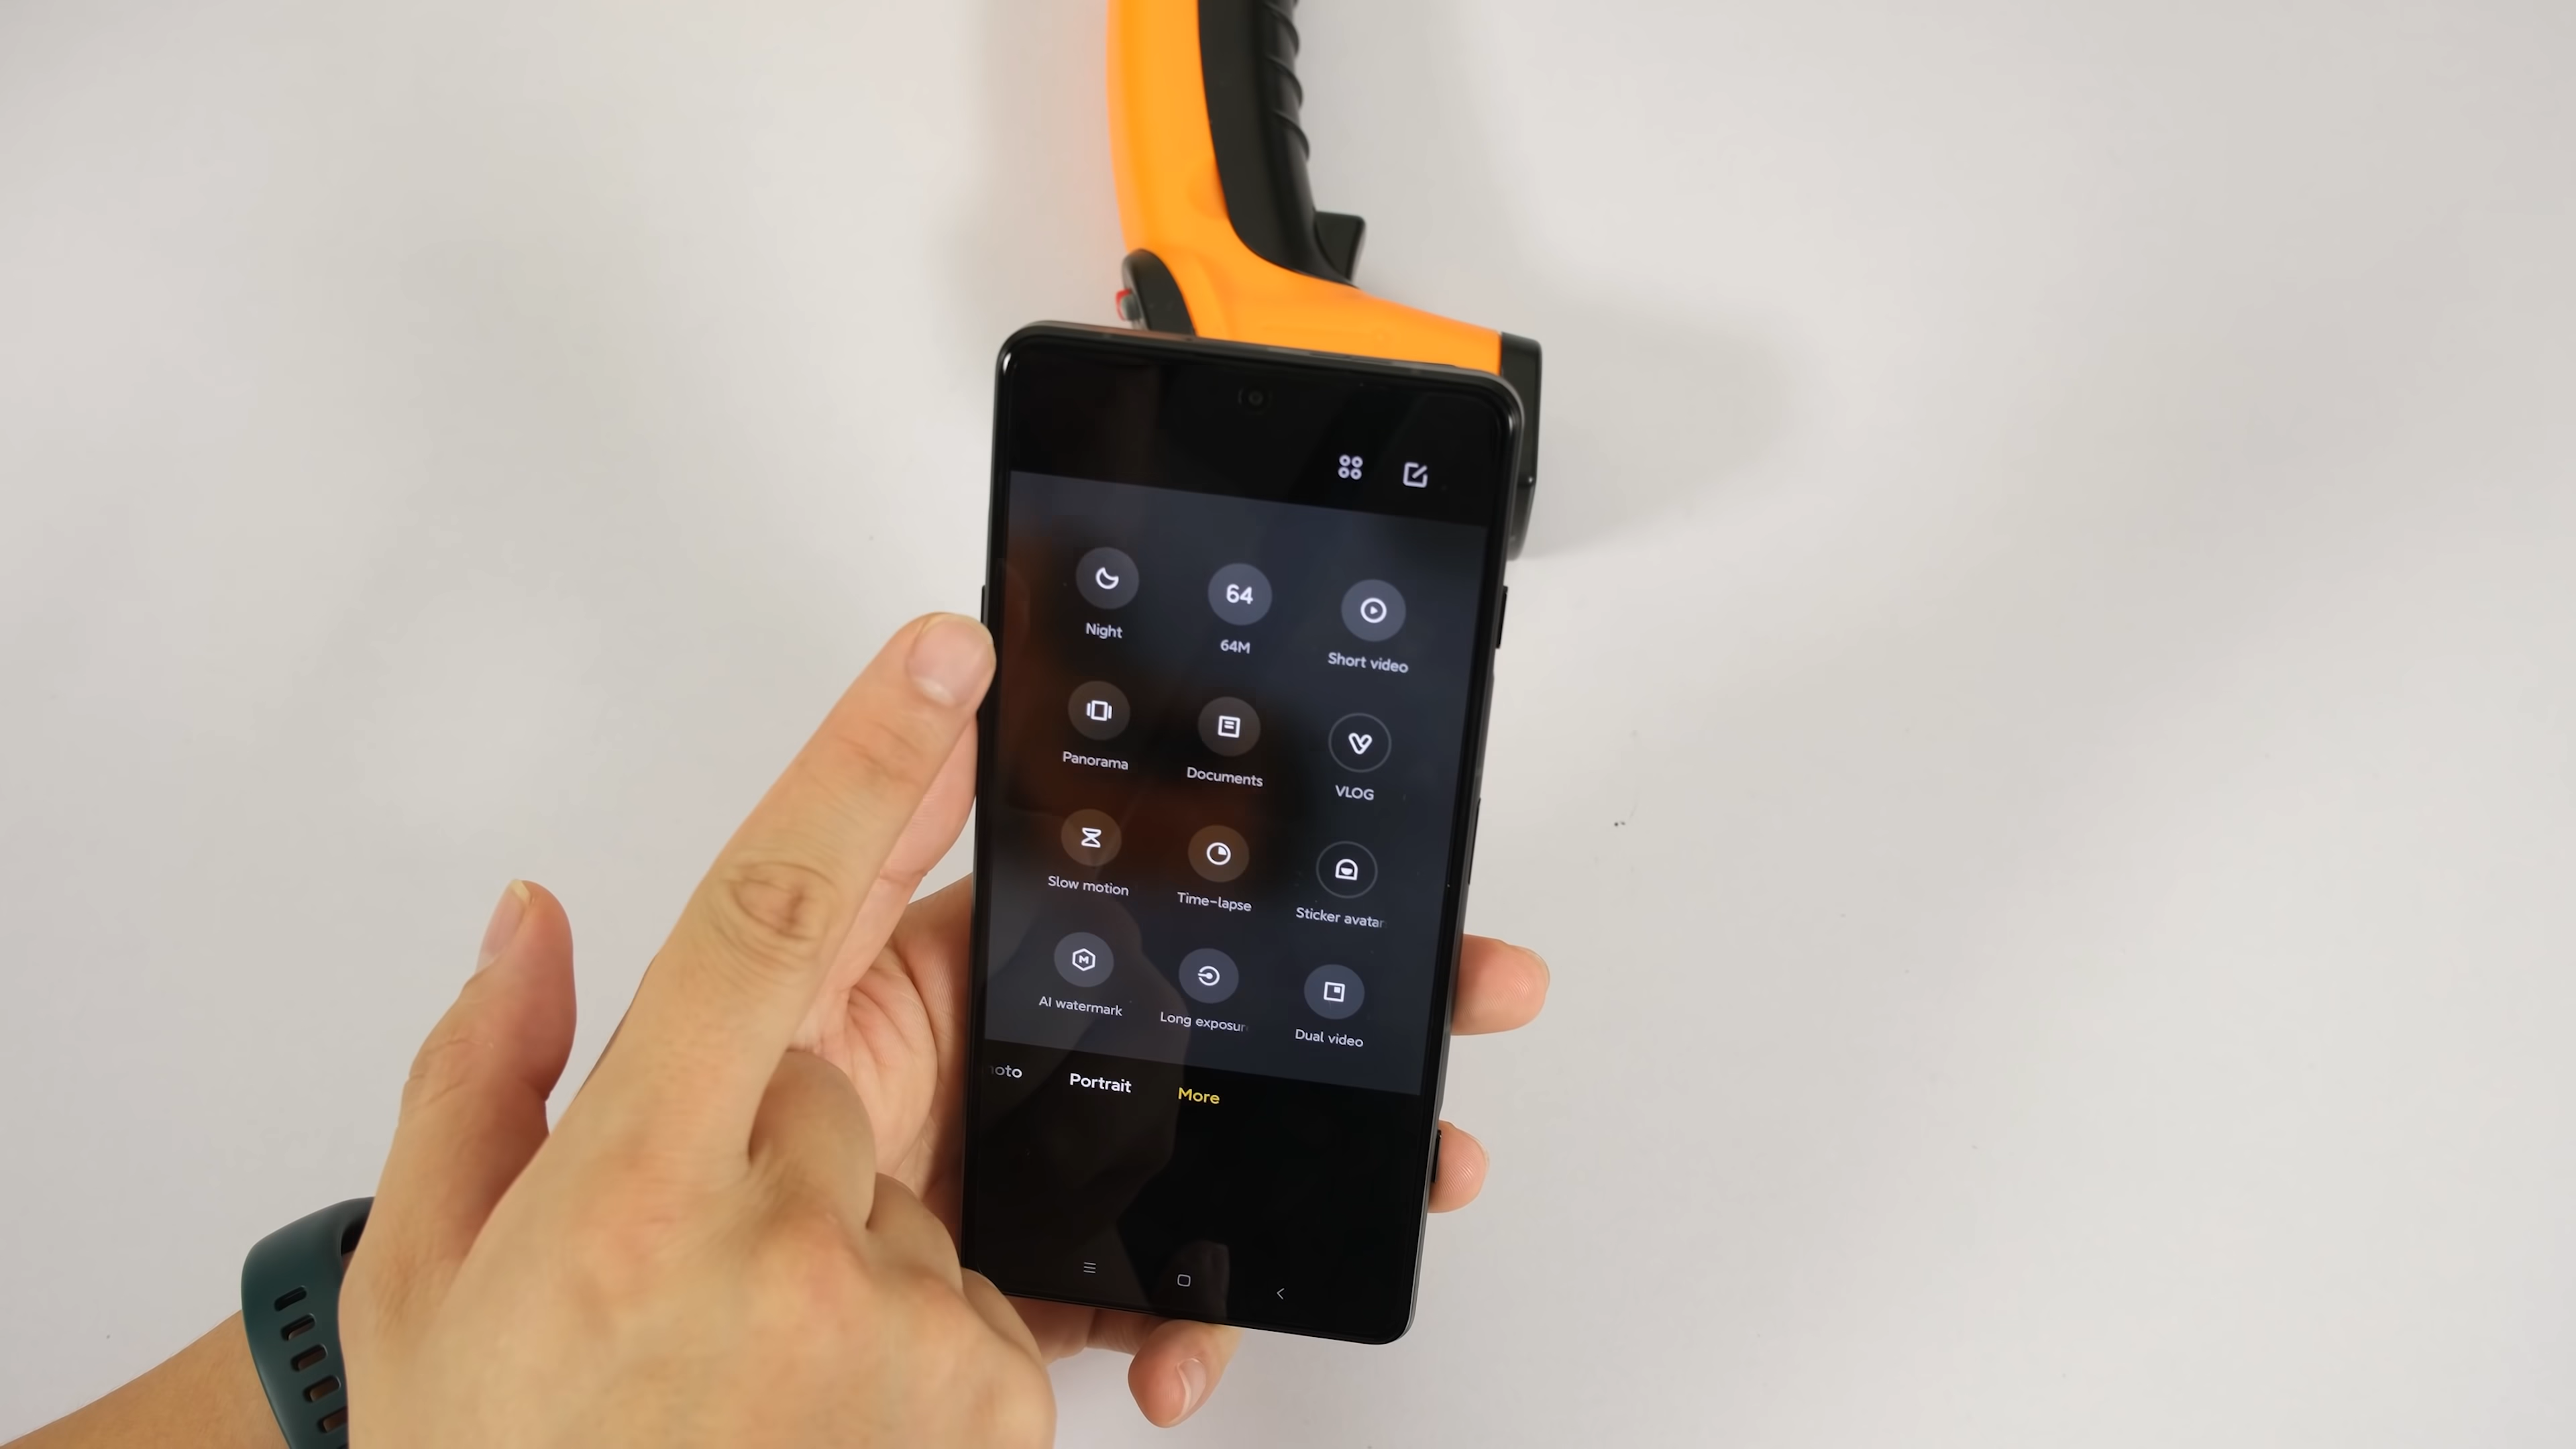 64
Night
64M
Short video
Panorama
Documents
VLOG
Slow motion
Time-lapse
Sticker avatar
M
AI watermark
Long exposur
Dual video
oto
Portrait
More